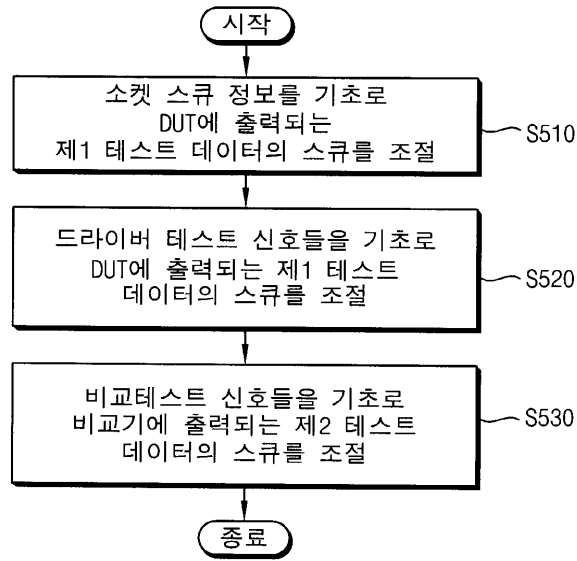 시작
소켓 스큐 정보를 기초로
DUT에 출력되는
제1 테스트 데이터의 스큐를 조절
S510
드라이버 테스트 신호들을 기초로
DUT에 출력되는 제1 테스트
데이터의 스큐를 조절
S520
비교테스트 신호들을 기초로
비교기에 출력되는 제2 테스트
데이터의 스큐를 조절
S530
종료